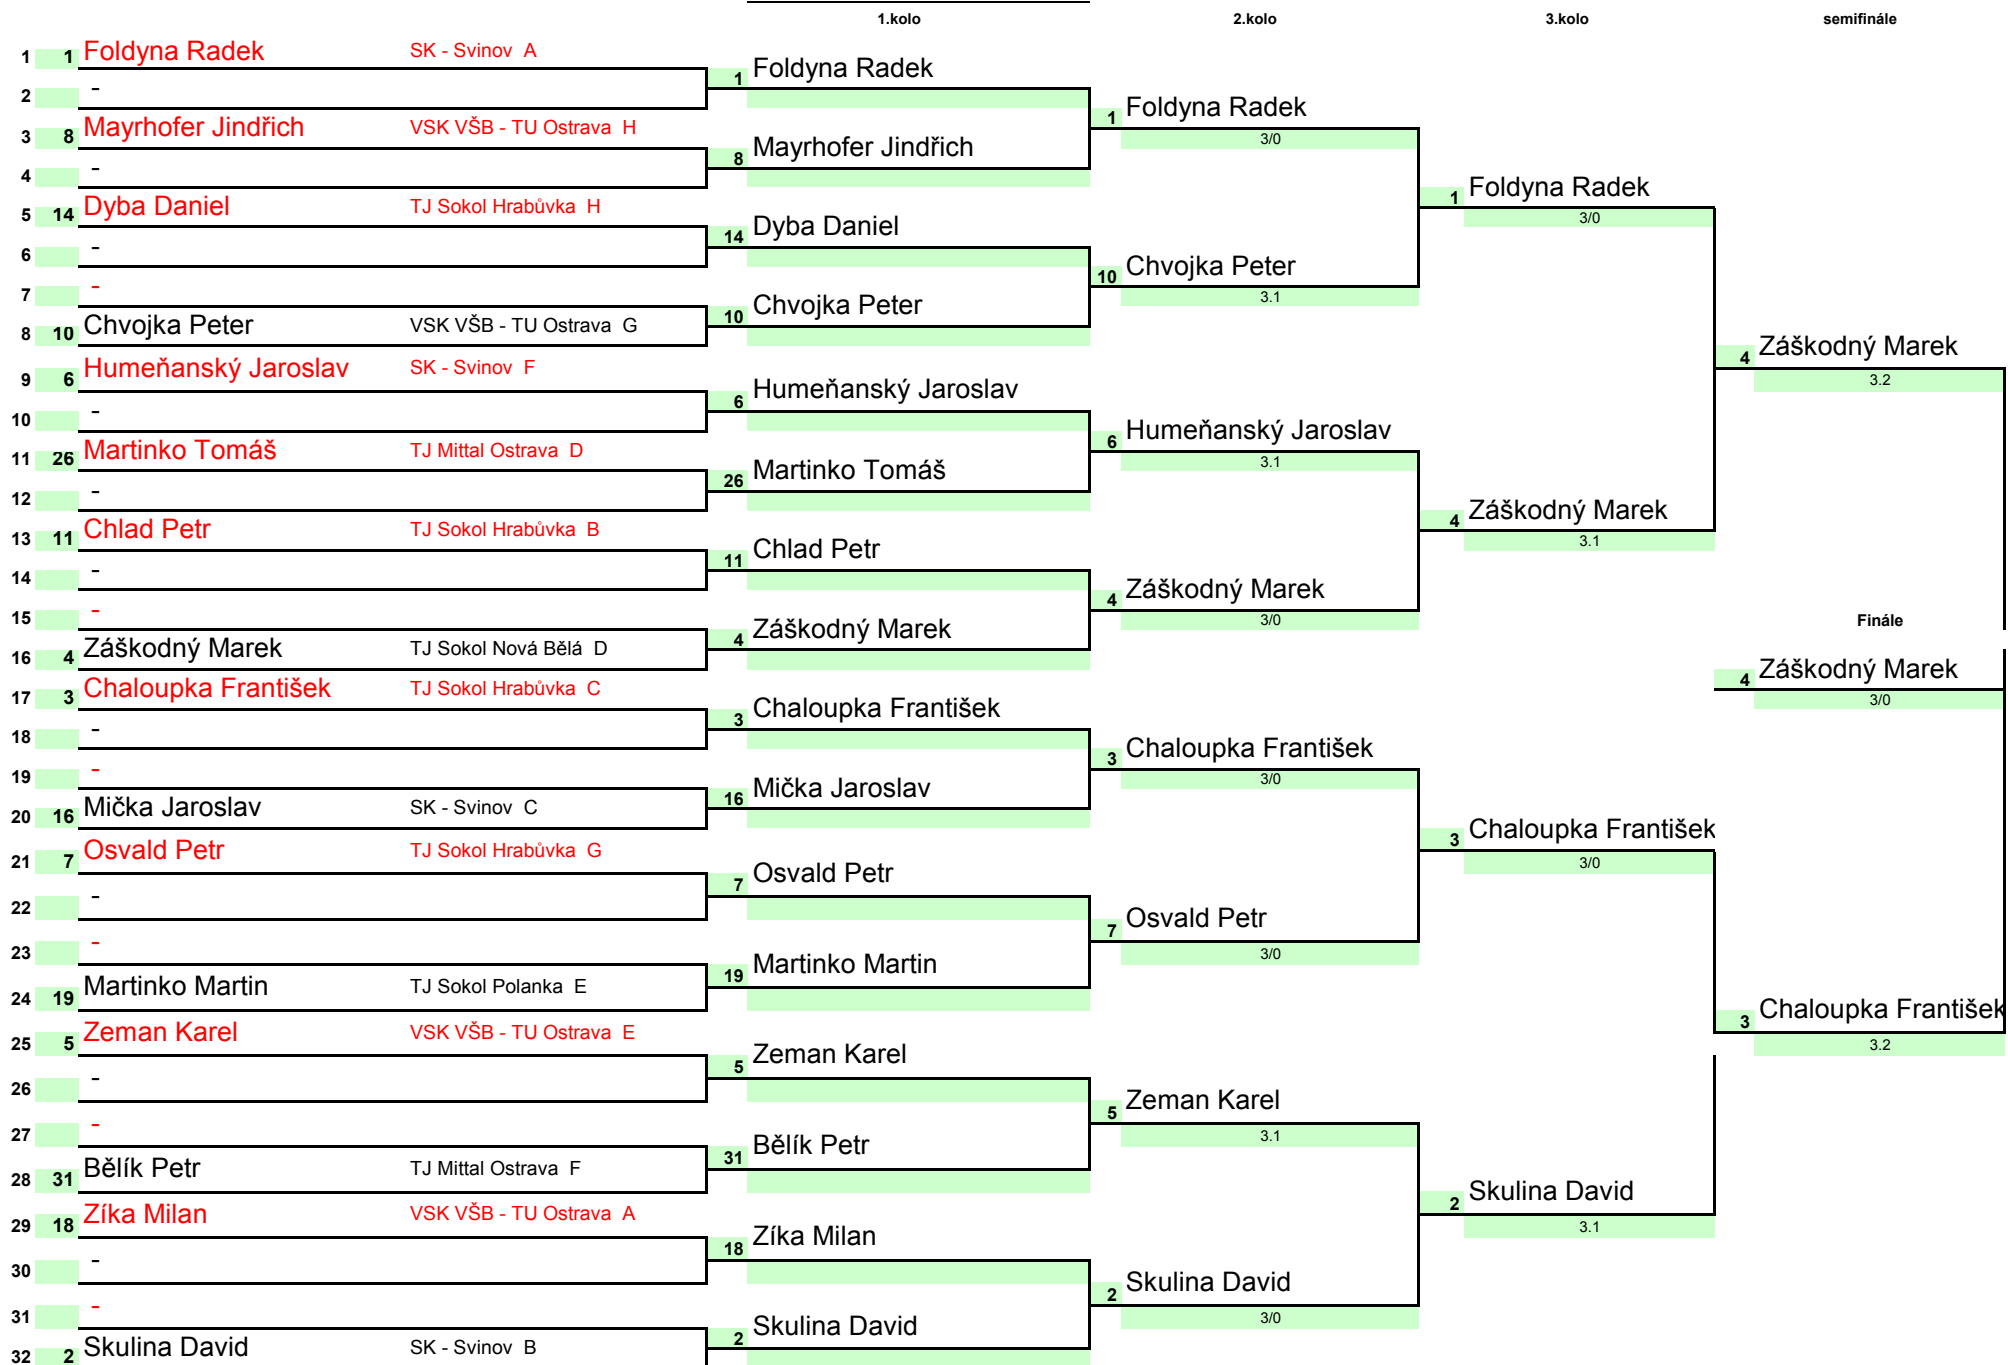 1.kolo 2.kolo 3.kolo semifinále
1 1 Foldyna Radek SK - Svinov A
1 Foldyna Radek
2 -
1 Foldyna Radek
3/0
3 8 Mayrhofer Jindřich VSK VŠB - TU Ostrava H
8 Mayrhofer Jindřich
4 -
1 Foldyna Radek
3/0
5 14 Dyba Daniel TJ Sokol Hrabůvka H
14 Dyba Daniel
6 -
10 Chvojka Peter
3.1
7 -
10 Chvojka Peter
8 10 Chvojka Peter VSK VŠB - TU Ostrava G
4 Záškodný Marek
3.2
9 6 Humeňanský Jaroslav SK - Svinov F
6 Humeňanský Jaroslav
10 -
6 Humeňanský Jaroslav
3.1
11 26 Martinko Tomáš TJ Mittal Ostrava D
26 Martinko Tomáš
12 -
4 Záškodný Marek
3.1
13 11 Chlad Petr TJ Sokol Hrabůvka B
11 Chlad Petr
14 -
4 Záškodný Marek
3/0
15 -
Finále
4 Záškodný Marek
16 4 Záškodný Marek TJ Sokol Nová Bělá D
4 Záškodný Marek
3/0
17 3 Chaloupka František TJ Sokol Hrabůvka C
3 Chaloupka František
18 -
3 Chaloupka František
3/0
19 -
16 Mička Jaroslav
20 16 Mička Jaroslav SK - Svinov C
3 Chaloupka František
3/0
21 7 Osvald Petr TJ Sokol Hrabůvka G
7 Osvald Petr
22 -
7 Osvald Petr
3/0
23 -
19 Martinko Martin
24 19 Martinko Martin TJ Sokol Polanka E
3 Chaloupka František
3.2
25 5 Zeman Karel VSK VŠB - TU Ostrava E
5 Zeman Karel
26 -
5 Zeman Karel
3.1
27 -
31 Bělík Petr
28 31 Bělík Petr TJ Mittal Ostrava F
2 Skulina David
3.1
29 18 Zíka Milan VSK VŠB - TU Ostrava A
18 Zíka Milan
30 -
2 Skulina David
3/0
31 -
2 Skulina David
32 2 Skulina David SK - Svinov B